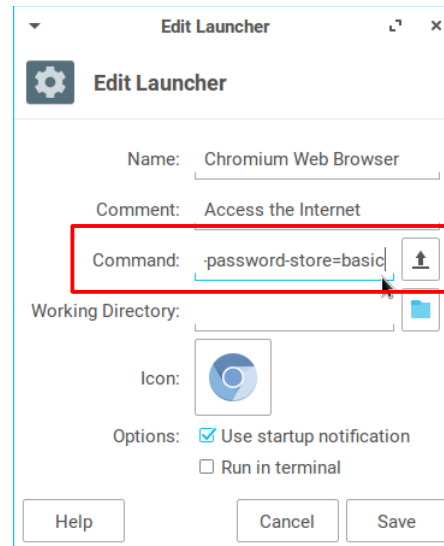 Edit Launcher
Edit Launcher
Name: Chromium Web Browser
Comment: Access the Internet
Command: -password-store=basic
Working Directory:
Icon:
Options: Use startup notification
Run in terminal
Help Cancel Save